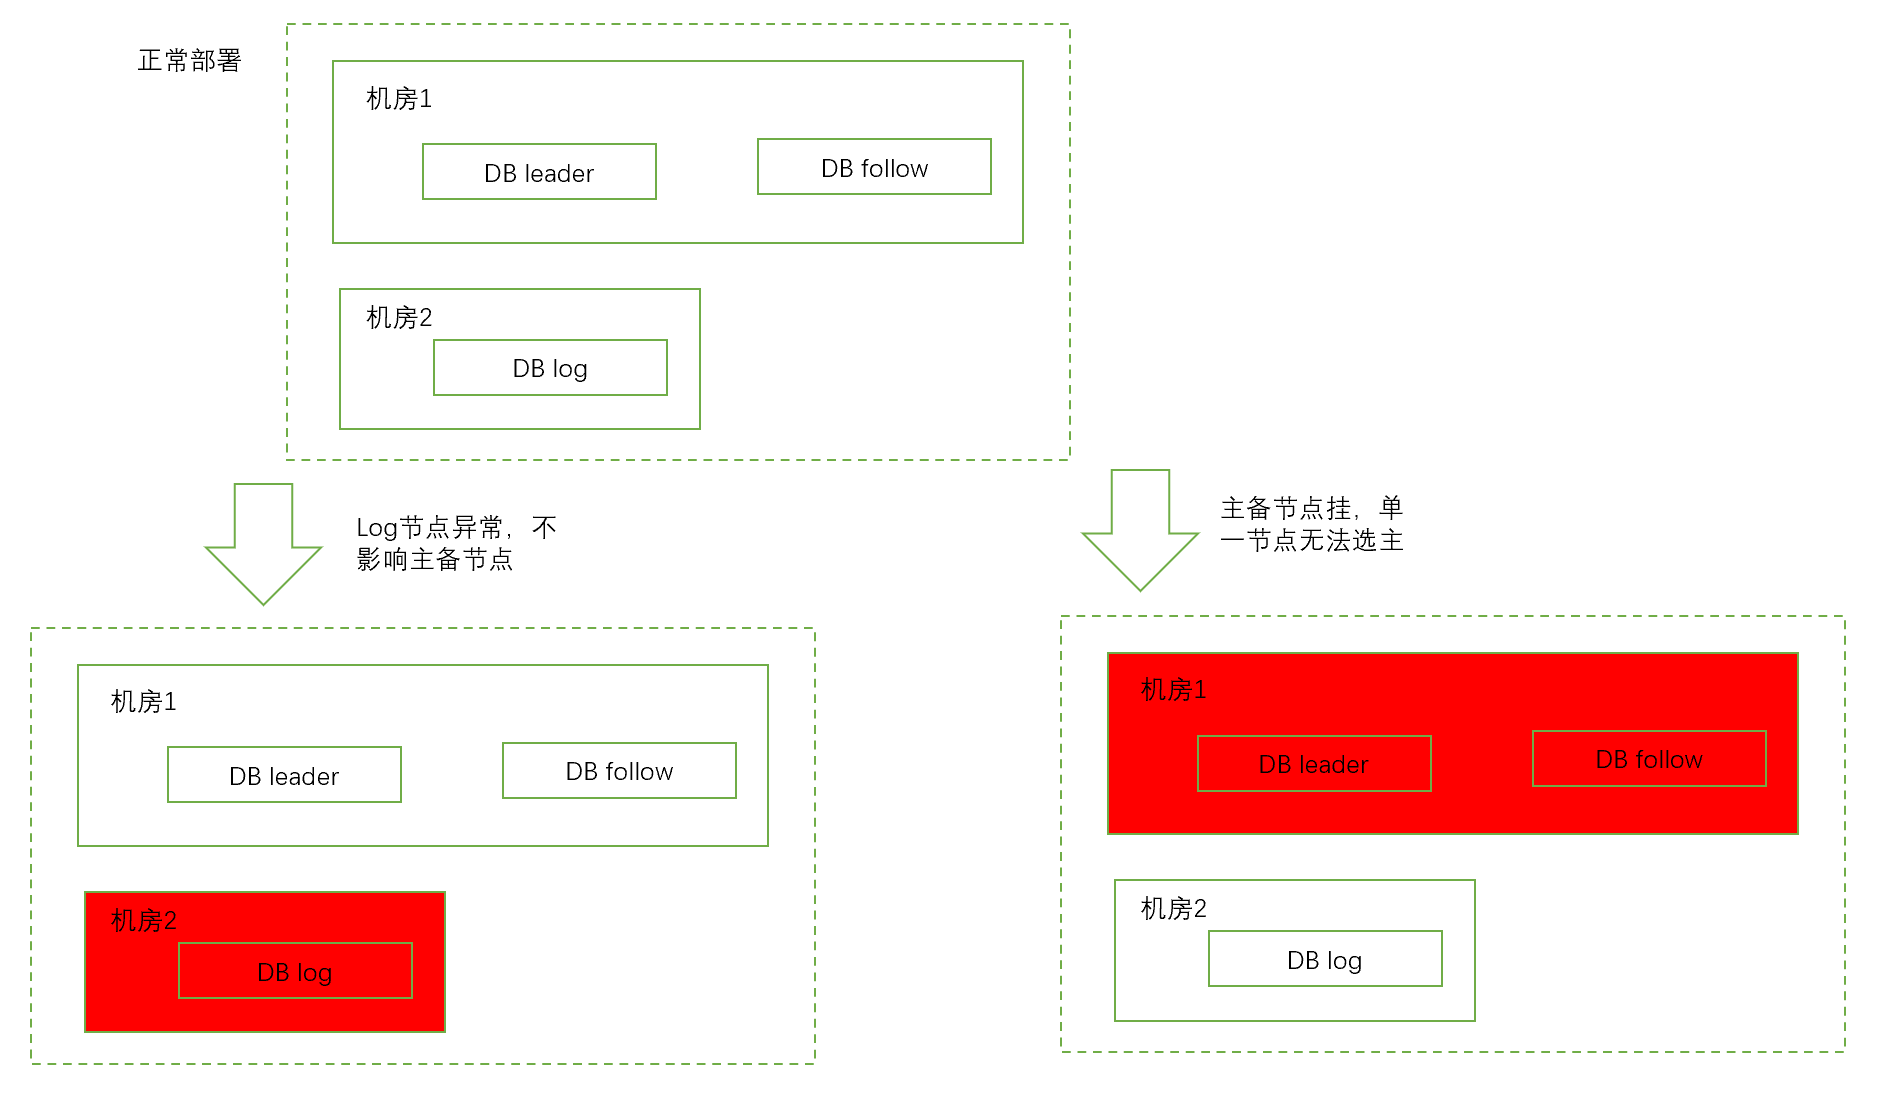 正常部署
机房1
DB leader
DB follow
机房2
DB log
Log节点异常，不
影响主备节点
主备节点挂，单
一节点无法选主
机房1
DB leader
DB follow
机房2
DB log
机房1
DB leader
DB follow
机房2
DB log